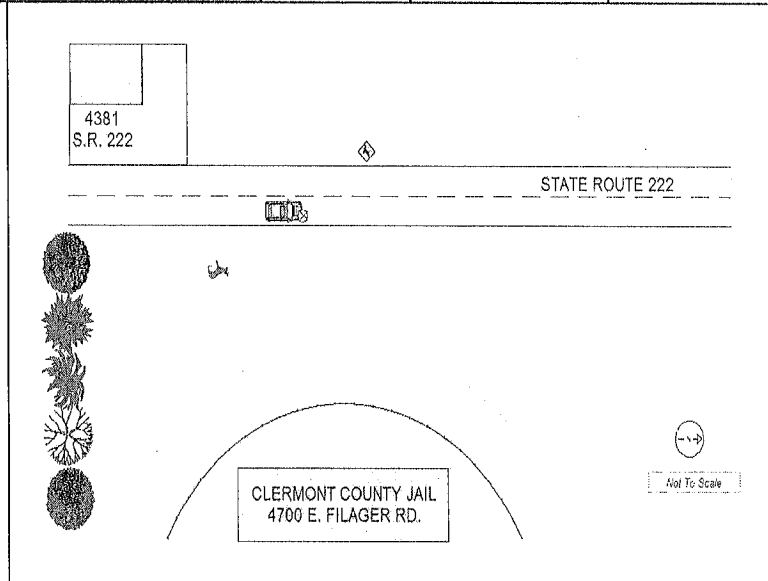 4381
S.R. 222
STATE ROUTE 222
CLERMONT COUNTY JAIL
4700 E. FILAGER RD.
Not To Scale